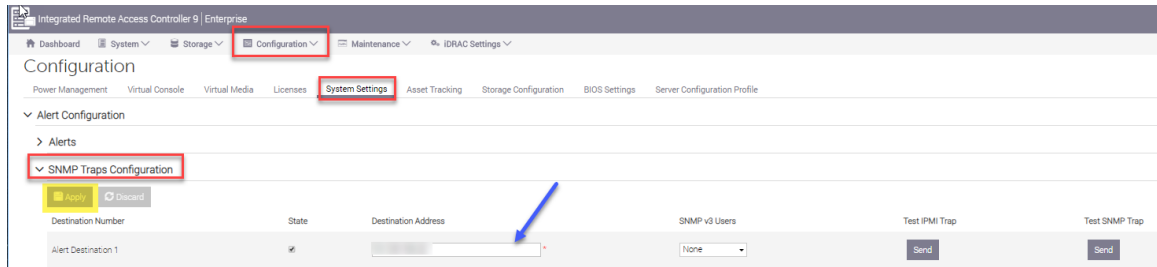 Integrated Remote Access Controller 9 | Enterprise
Dashboard System Storage Configuration Maintenance iDRAC Settings
Configuration
Power Management Virtual Console Virtual Media Licenses System Settings Asset Tracking Storage Configuration BIOS Settings Server Configuration Profile
Alert Configuration
Alerts
SNMP Traps Configuration
Apply Discard
Destination Number State Destination Address SNMP v3 Users Test IPMI Trap Test SNMP Trap
Alert Destination 1 * None Send Send